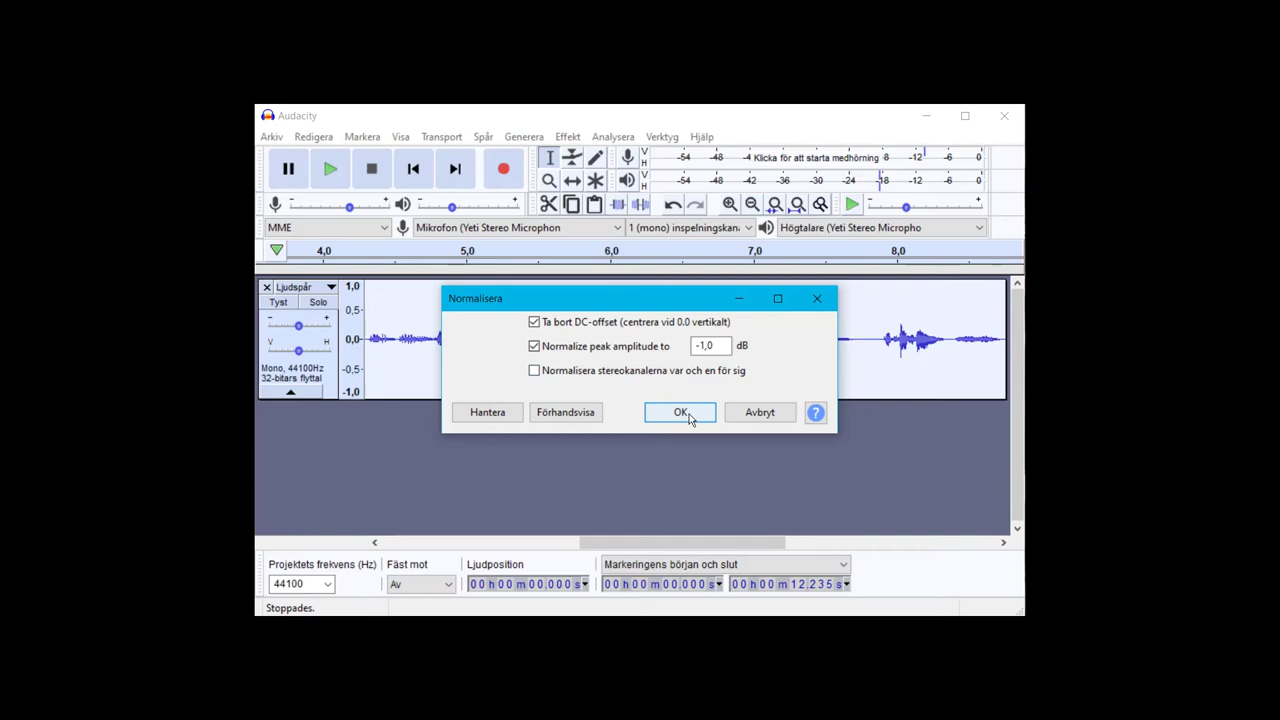 Audacity
Arkiv Redigera Markera Visa Transport Spår Generera Effekt Analysera Verktyg Hjälp
V H -54 -48 -4 Klicka för att starta medhörning 8 -12 -6 0
V H -54 -48 -42 -36 -30 -24 -18 -12 -6 0
- + - + - +
MME Mikrofon (Yeti Stereo Microphon 1 (mono) inspelningskan Högtalare (Yeti Stereo Micropho
4,0 5,0 6,0 7,0 8,0
Ljudspår
Tyst Solo
- +
V H
Mono, 44100Hz
32-bitars flyttal
1,0
0,5
0,0
-0,5
-1,0
Normalisera
Ta bort DC-offset (centrera vid 0.0 vertikalt)
Normalize peak amplitude to -1,0 dB
Normalisera stereokanalerna var och en för sig
Hantera Förhandsvisa OK Avbryt ?
Projektets frekvens (Hz) Fäst mot Ljudposition Markeringens början och slut
44100 Av 00 h 00 m 00.000 s 00 h 00 m 00.000 s 00 h 00 m 12.235 s
Stoppades.